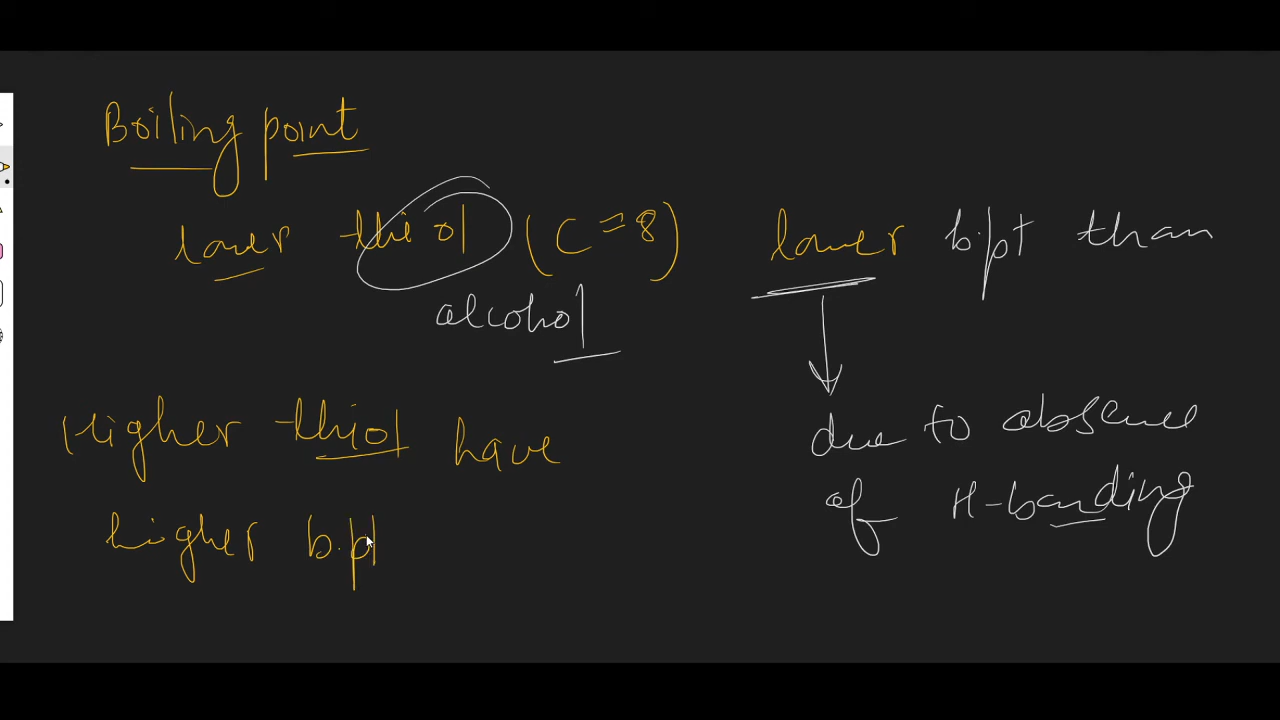 Boiling point
lower thiol (C=8) lower b.pt than
alcohol
due to absence
of H-bonding
Higher thiol have
higher b.pt